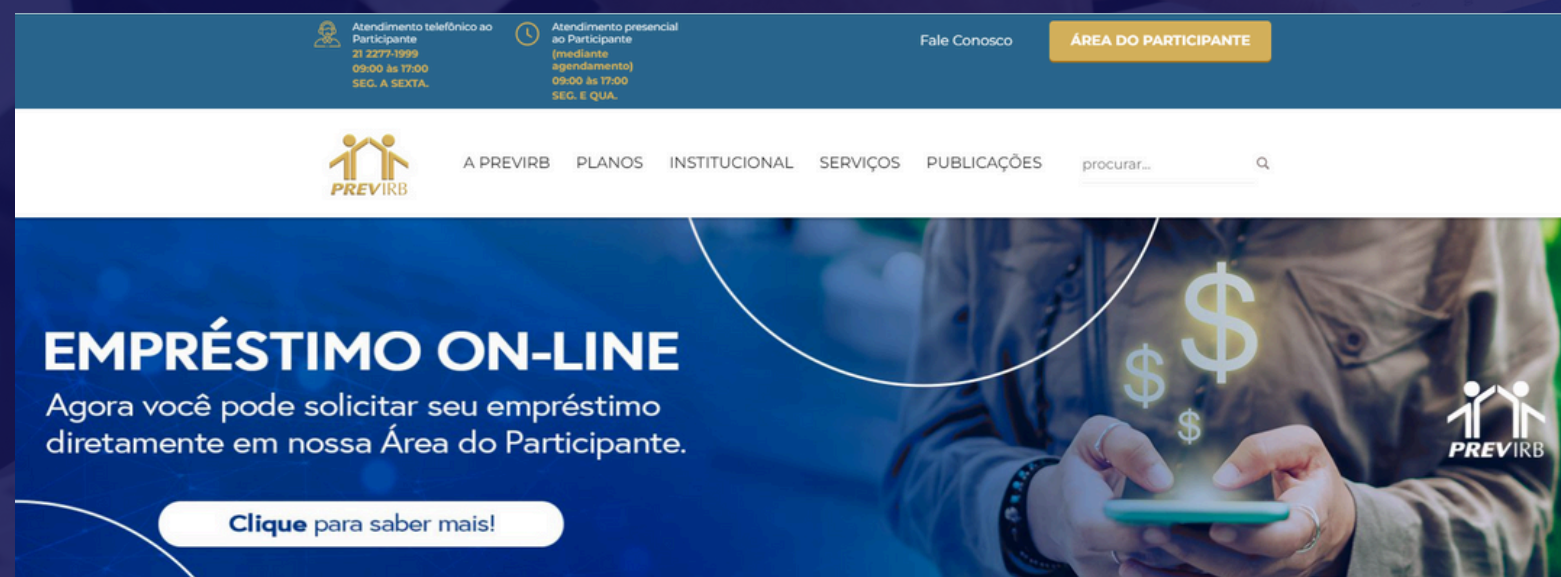 Atendimento telefônico ao
Participante
21 2277-1999
09:00 às 17:00
SEG. A SEXTA.
Atendimento presencial
ao Participante
(mediante
agendamento)
09:00 às 17:00
SEG. E QUA.
Fale Conosco
ÁREA DO PARTICIPANTE
PREVIRB
A PREVIRB PLANOS INSTITUCIONAL SERVIÇOS PUBLICAÇÕES procurar...
EMPRÉSTIMO ON-LINE
Agora você pode solicitar seu empréstimo
diretamente em nossa Área do Participante.
Clique para saber mais!
$
$
$
PREVIRB